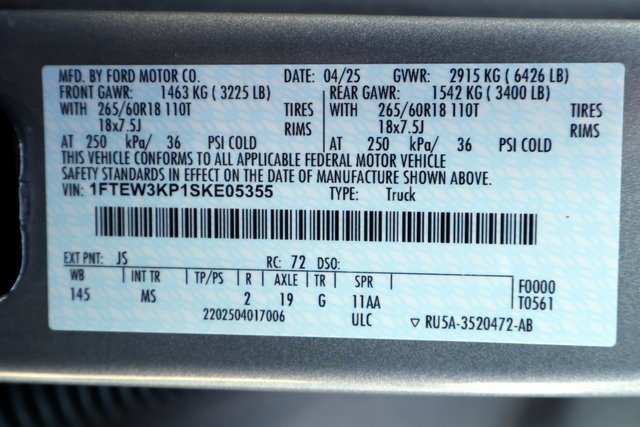 MFD. BY FORD MOTOR CO. DATE: 04/25 GVWR: 2915 KG ( 6426 LB)
FRONT GAWR: 1463 KG ( 3225 LB) REAR GAWR: 1542 KG ( 3400 LB)
WITH 265/60R18 110T TIRES WITH 265/60R18 110T TIRES
18x7.5J RIMS 18x7.5J RIMS
AT 250 kPa/ 36 PSI COLD AT 250 kPa/ 36 PSI COLD
THIS VEHICLE CONFORMS TO ALL APPLICABLE FEDERAL MOTOR VEHICLE
SAFETY STANDARDS IN EFFECT ON THE DATE OF MANUFACTURE SHOWN ABOVE.
VIN: 1FTEW3KP1SKE05355 TYPE: Truck
EXT PNT: JS RC: 72 DSO:
WB INT TR TP/PS R AXLE TR SPR F0000
145 MS 2 19 G 11AA T0561
2202504017006 ULC ▽ RU5A-3520472-AB